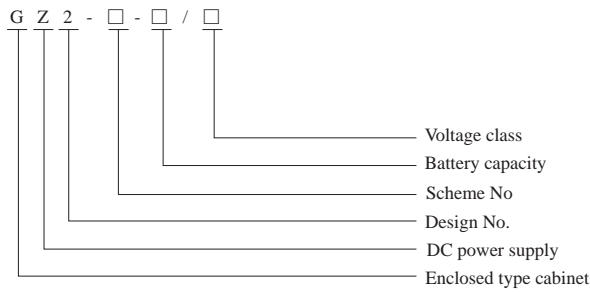 G Z 2 - □ - □ / □
Voltage class
Battery capacity
Scheme No
Design No.
DC power supply
Enclosed type cabinet